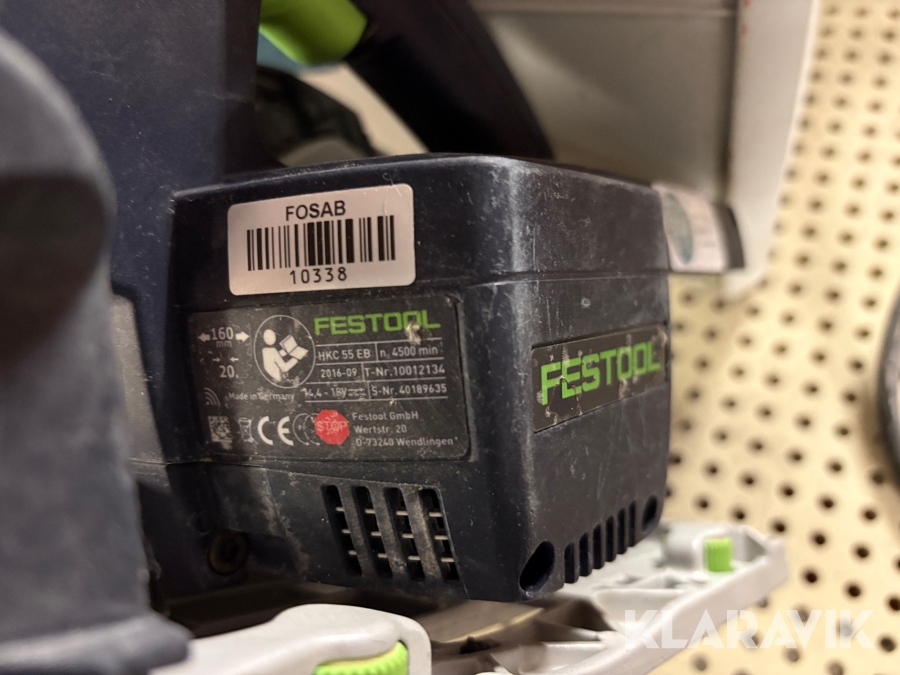 FOSAB
10338
160
mm
20
FESTOOL
HKC 55 EB n. 4500 min
2016-09 T-Nr.10012134
14,4 - 18V S-Nr. 40189635
Made in Germany
CE
STOP
Festool GmbH
Wertstr. 20
D-73240 Wendlingen
FESTOOL
KLARAVIK